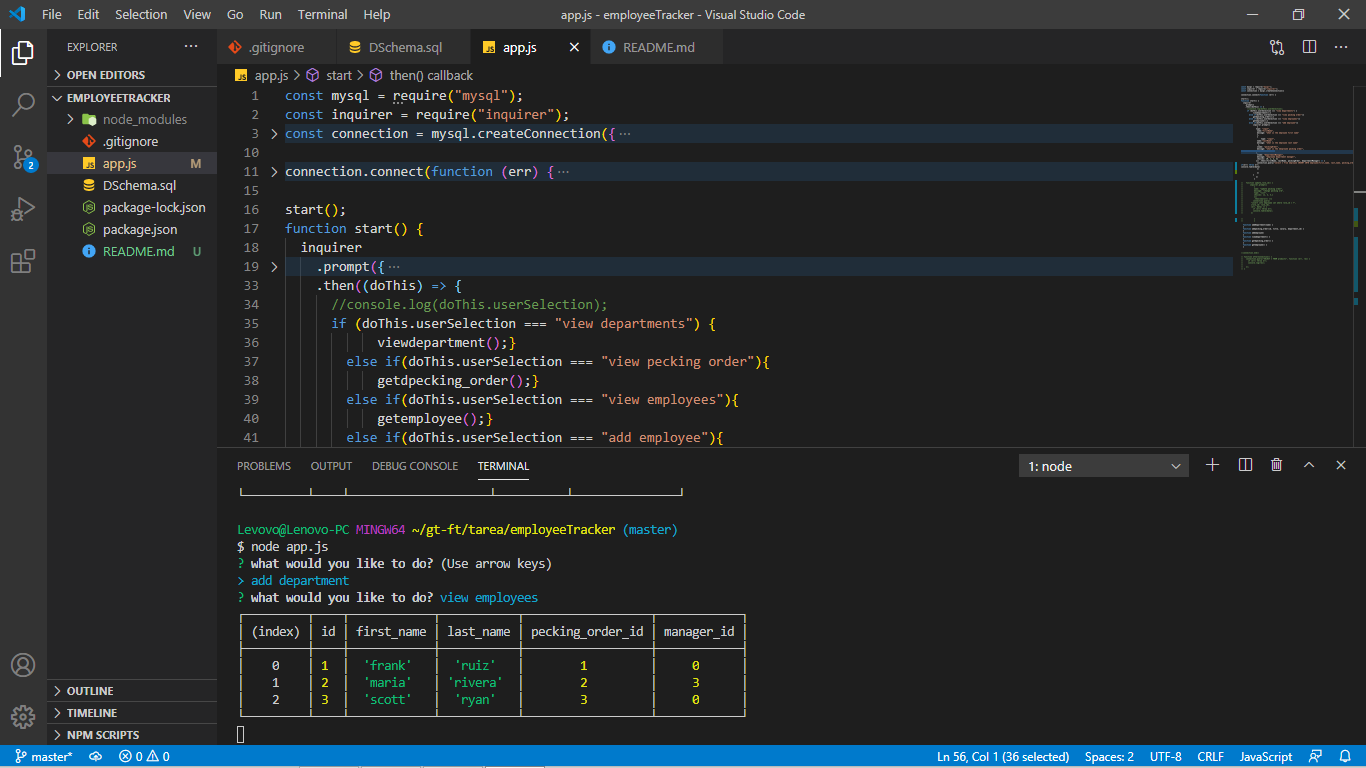 File Edit Selection View Go Run Terminal Help app.js - employeeTracker - Visual Studio Code
EXPLORER ···
OPEN EDITORS
EMPLOYEETRACKER
node_modules
.gitignore
app.js M
DSchema.sql
package-lock.json
package.json
README.md U
OUTLINE
TIMELINE
NPM SCRIPTS
2
.gitignore DSchema.sql JS app.js README.md
JS app.js > start > then() callback
1 const mysql = require("mysql");
2 const inquirer = require("inquirer");
3 const connection = mysql.createConnection({···
10
11 connection.connect(function (err) {···
15
16 start();
17 function start() {
18 inquirer
19 .prompt({···
33 .then((doThis) => {
34 //console.log(doThis.userSelection);
35 if (doThis.userSelection === "view departments") {
36 viewdepartment();}
37 else if(doThis.userSelection === "view pecking order"){
38 getdpecking_order();}
39 else if(doThis.userSelection === "view employees"){
40 getemployee();}
41 else if(doThis.userSelection === "add employee"){
PROBLEMS OUTPUT DEBUG CONSOLE TERMINAL 1: node
Levovo@Lenovo-PC MINGW64 ~/gt-ft/tarea/employeeTracker (master)
$ node app.js
? what would you like to do? (Use arrow keys)
> add department
? what would you like to do? view employees
(index) id first_name last_name pecking_order_id manager_id
0 1 'frank' 'ruiz' 1 0
1 2 'maria' 'rivera' 2 3
2 3 'scott' 'ryan' 3 0
master* 0 0 Ln 56, Col 1 (36 selected) Spaces: 2 UTF-8 CRLF JavaScript